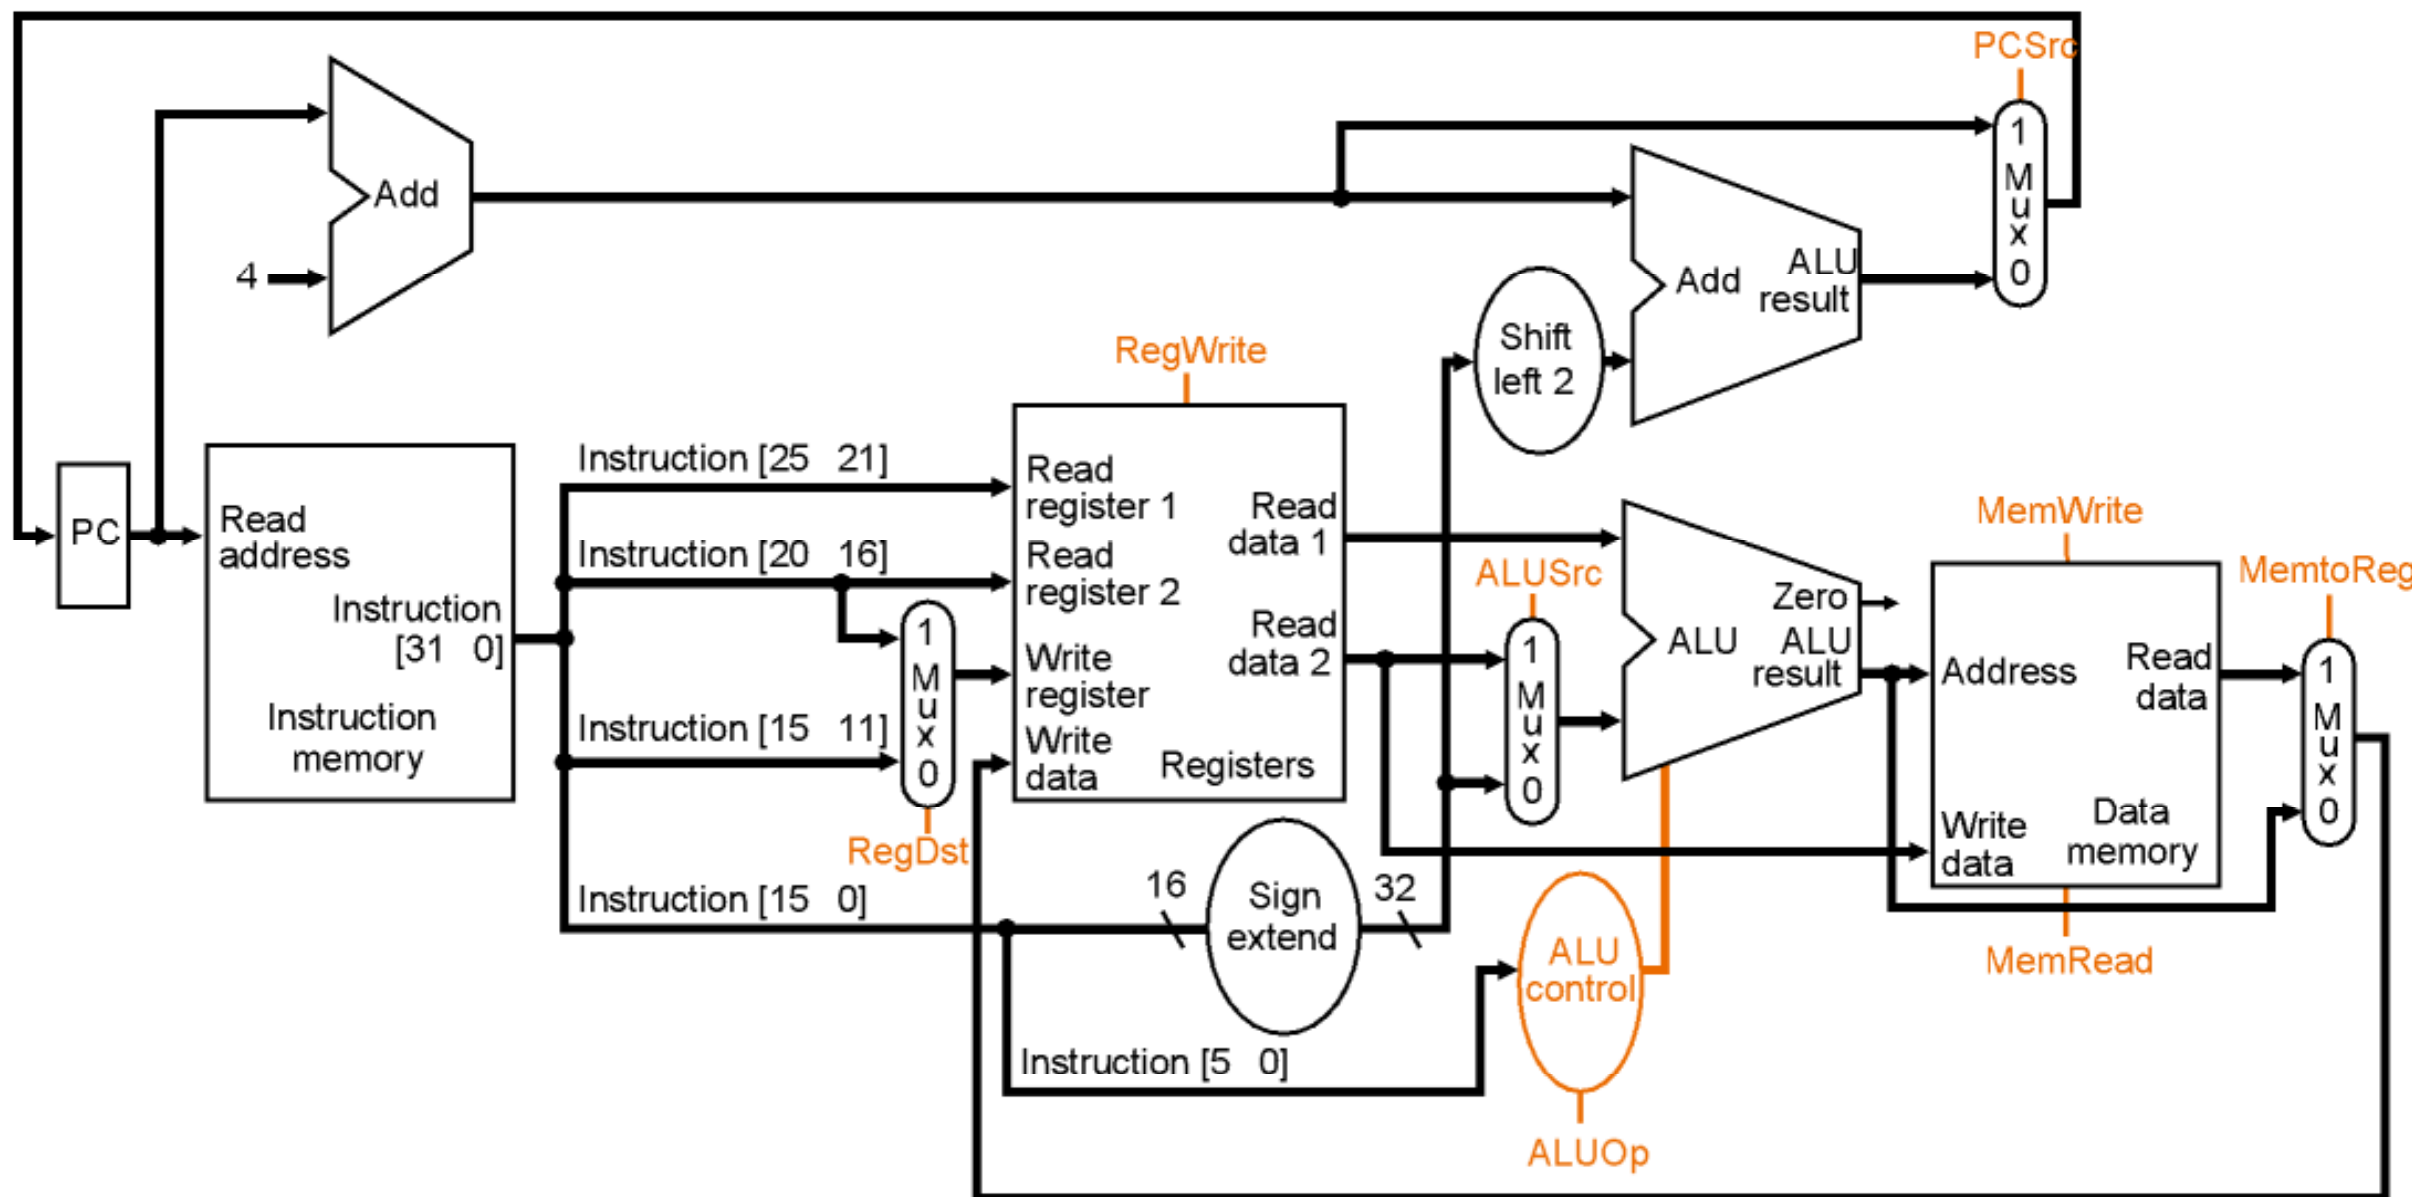 PCSrc
1
M
u
x
0
Add
4
Add
ALU
result
Shift
left 2
RegWrite
PC
Read
address
Instruction
[31 0]
Instruction
memory
Instruction [25 21]
Instruction [20 16]
Instruction [15 11]
Instruction [15 0]
1
M
u
x
0
RegDst
Read
register 1
Read
register 2
Write
register
Write
data
Read
data 1
Read
data 2
Registers
16
Sign
extend
32
Instruction [5 0]
ALUSrc
1
M
u
x
0
Zero
ALU
ALU
result
ALU
control
ALUOp
MemWrite
Address
Read
data
Write
data
Data
memory
MemRead
MemtoReg
1
M
u
x
0